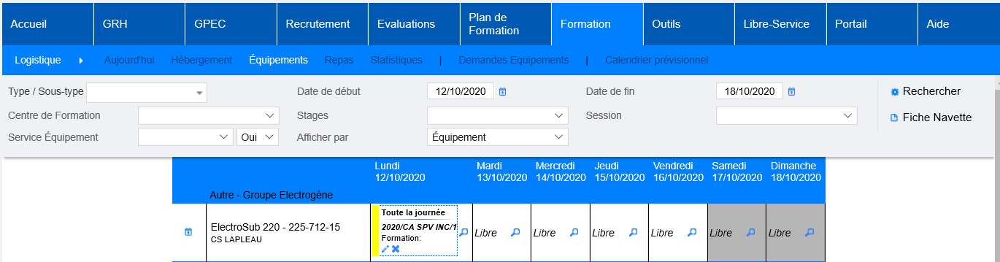 Accueil
GRH
GPEC
Recrutement
Evaluations
Plan de
Formation
Formation
Outils
Libre-Service
Portail
Aide
Logistique
Aujourd'hui
Hébergement
Équipements
Repas
Statistiques
|
Demandes Equipements
|
Calendrier prévisionnel
Type / Sous-type
Date de début
12/10/2020
Date de fin
18/10/2020
Rechercher
Centre de Formation
Stages
Session
Fiche Navette
Service Équipement
Oui
Afficher par
Équipement
Lundi
12/10/2020
Mardi
13/10/2020
Mercredi
14/10/2020
Jeudi
15/10/2020
Vendredi
16/10/2020
Samedi
17/10/2020
Dimanche
18/10/2020
Autre - Groupe Electrogène
ElectroSub 220 - 225-712-15
CS LAPLEAU
Toute la journée
2020/CA SPV INC/1
Formation:
Libre
Libre
Libre
Libre
Libre
Libre